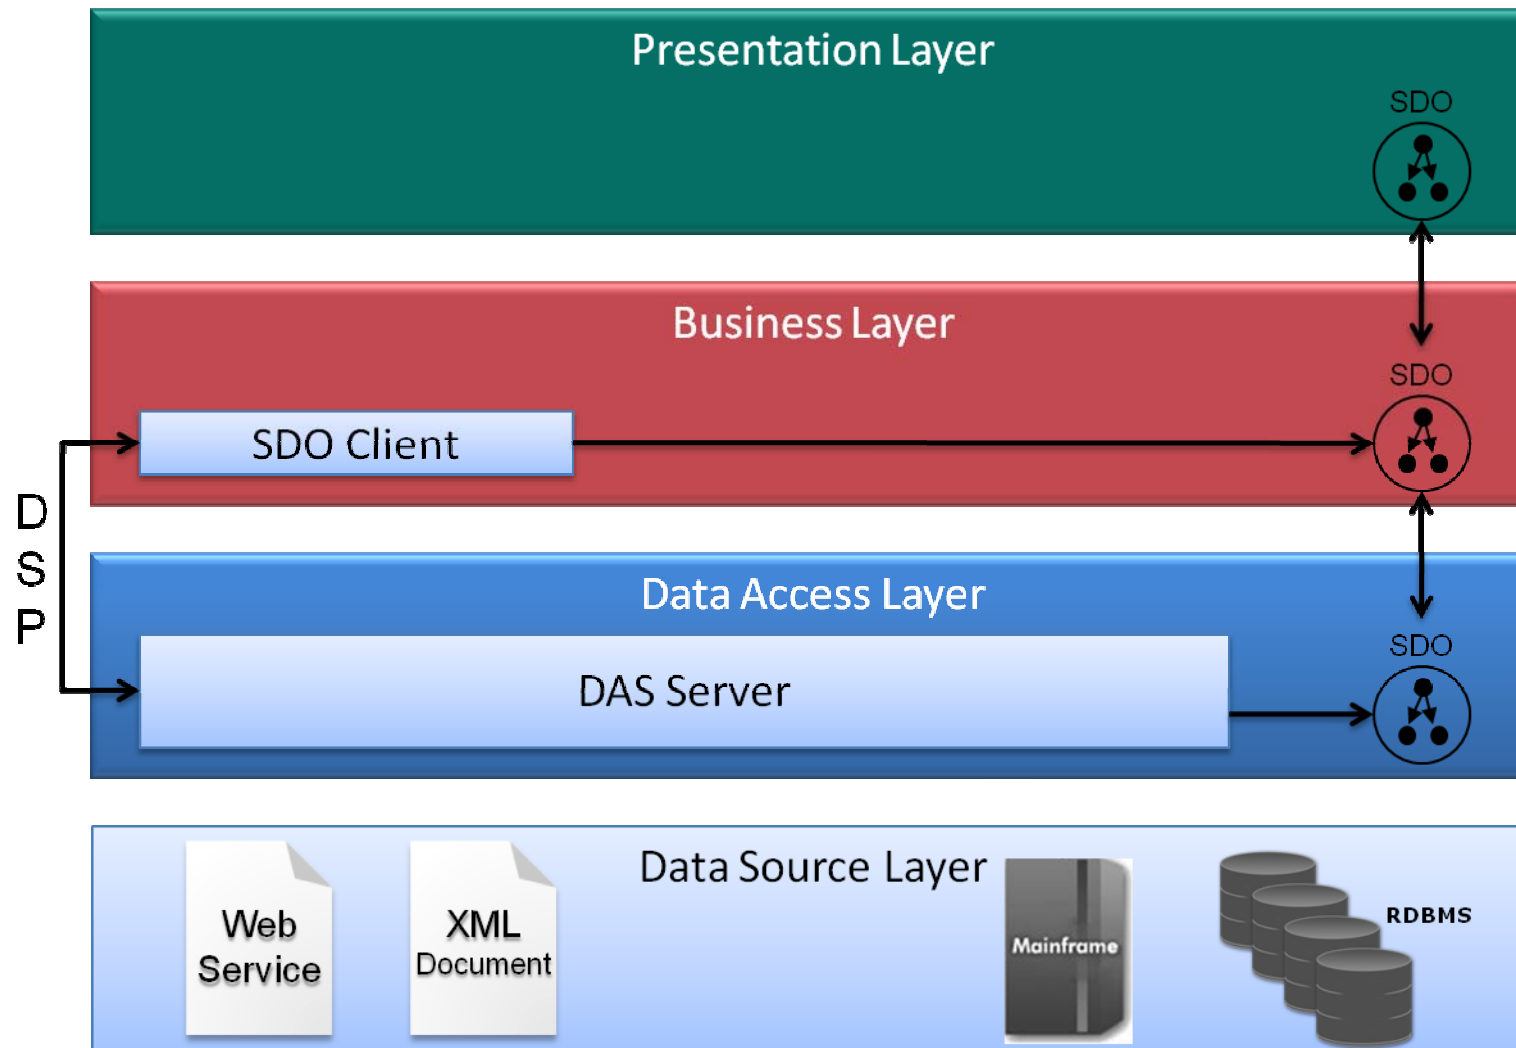 Presentation Layer
SDO
Business Layer
SDO
SDO Client
D
S
P
Data Access Layer
SDO
DAS Server
Data Source Layer
Web
Service
XML
Document
Mainframe
RDBMS